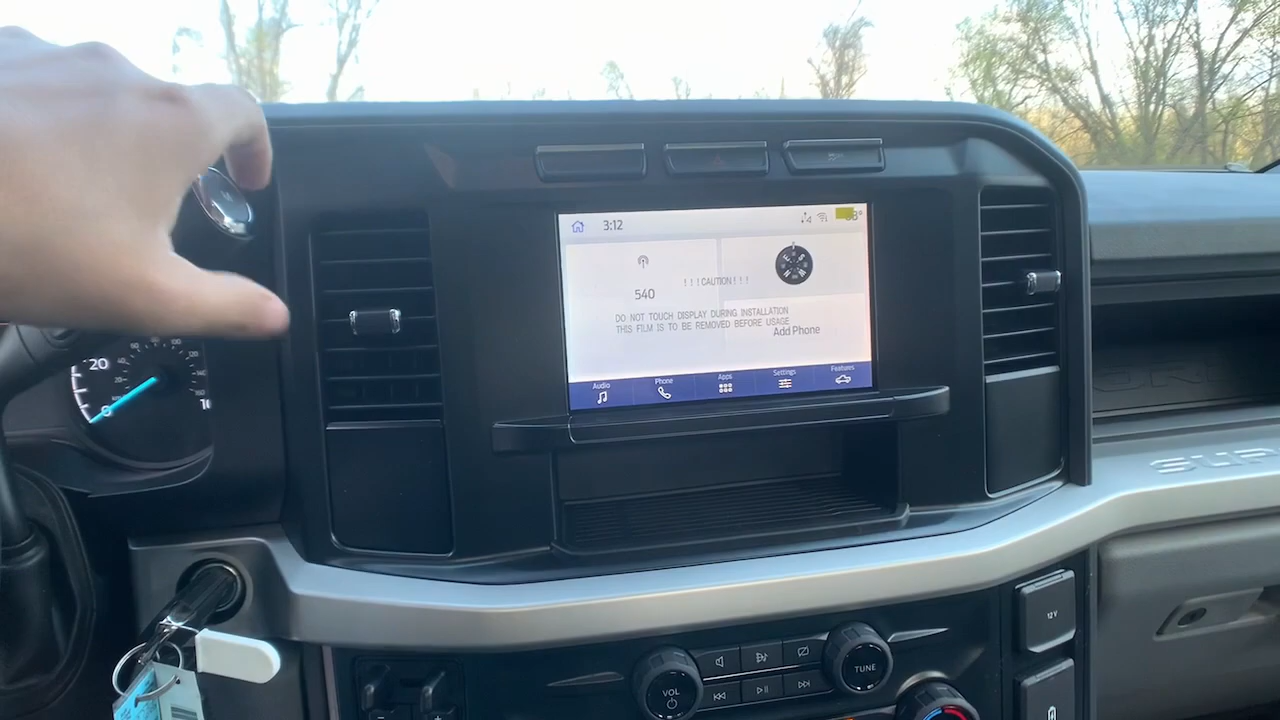 3:12
540
! ! ! CAUTION ! ! !
DO NOT TOUCH DISPLAY DURING INSTALLATION
THIS FILM IS TO BE REMOVED BEFORE USAGE
Add Phone
Audio Phone Apps Settings Features
20
0
VOL
TUNE
12V